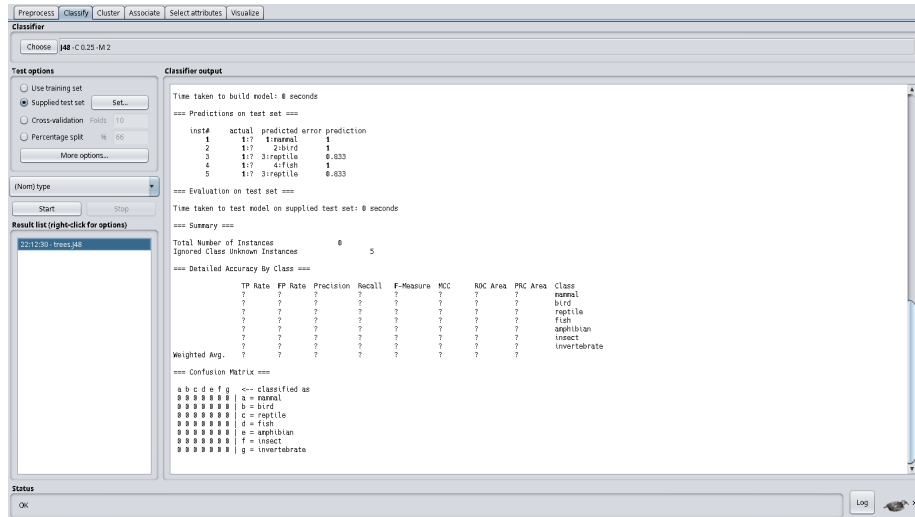 Preprocess Classify Cluster Associate Select attributes Visualize
Classifier
Choose J48 -C 0.25 -M 2
Test options
Use training set
Supplied test set Set...
Cross-validation Folds 10
Percentage split % 66
More options...
(Nom) type
Start Stop
Result list (right-click for options)
22:12:30 - trees.J48
Classifier output
Time taken to build model: 0 seconds
=== Predictions on test set ===
inst# actual predicted error prediction
1 1:? 1:mammal 1
2 1:? 2:bird 1
3 1:? 3:reptile 0.833
4 1:? 4:fish 1
5 1:? 3:reptile 0.833
=== Evaluation on test set ===
Time taken to test model on supplied test set: 0 seconds
=== Summary ===
Total Number of Instances 0
Ignored Class Unknown Instances 5
=== Detailed Accuracy By Class ===
TP Rate FP Rate Precision Recall F-Measure MCC ROC Area PRC Area Class
? ? ? ? ? ? ? ? mammal
? ? ? ? ? ? ? ? bird
? ? ? ? ? ? ? ? reptile
? ? ? ? ? ? ? ? fish
? ? ? ? ? ? ? ? amphibian
? ? ? ? ? ? ? ? insect
? ? ? ? ? ? ? ? invertebrate
Weighted Avg. ? ? ? ? ? ? ? ?
=== Confusion Matrix ===
a b c d e f g <-- classified as
0 0 0 0 0 0 0 | a = mammal
0 0 0 0 0 0 0 | b = bird
0 0 0 0 0 0 0 | c = reptile
0 0 0 0 0 0 0 | d = fish
0 0 0 0 0 0 0 | e = amphibian
0 0 0 0 0 0 0 | f = insect
0 0 0 0 0 0 0 | g = invertebrate
Status
OK
Log
x